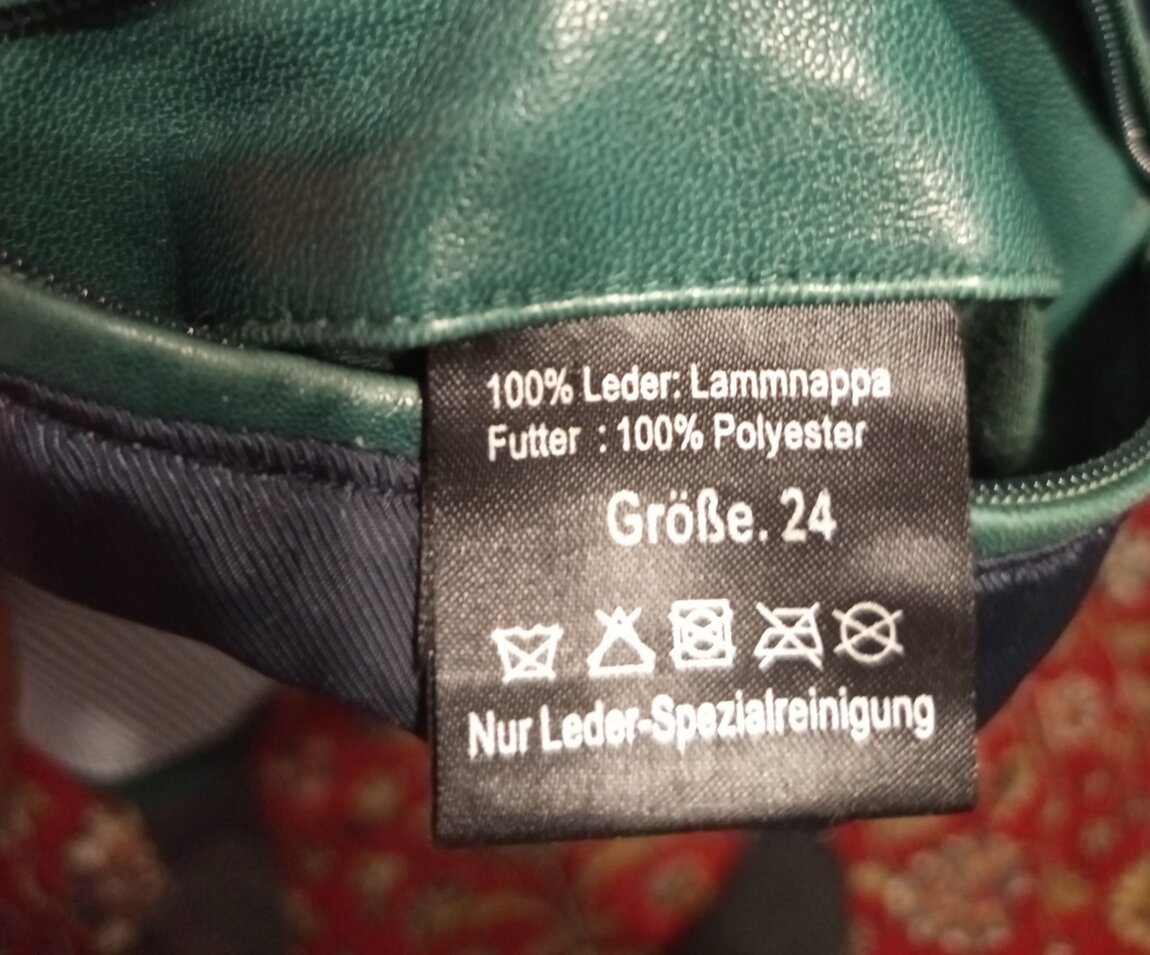 100% Leder: Lammnappa
Futter : 100% Polyester
Größe. 24
Nur Leder-Spezialreinigung